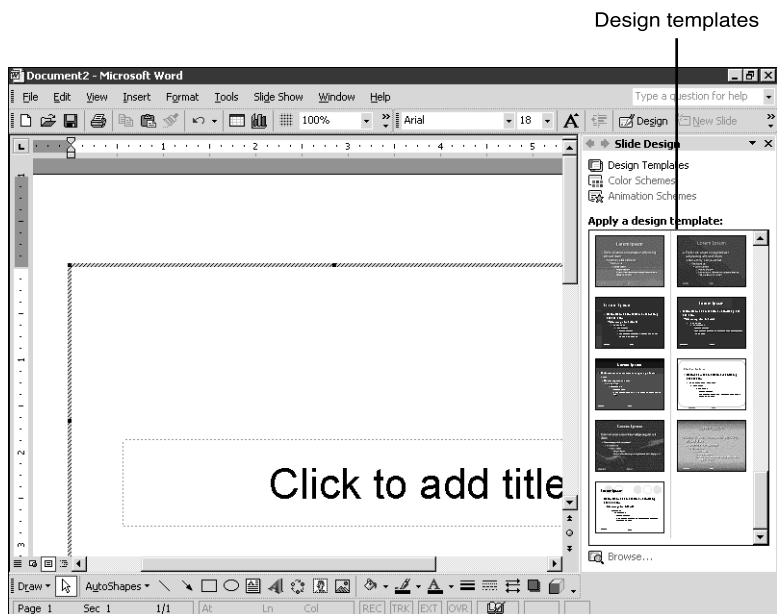 Design templates
Document2 - Microsoft Word
File Edit View Insert Format Tools Slide Show Window Help Type a question for help
100% Arial 18 Design New Slide
Slide Design
Design Templates
Color Schemes
Animation Schemes
Apply a design template:
Click to add title
Browse...
Draw AutoShapes
Page 1 Sec 1 1/1 At Ln Col REC TRK EXT OVR